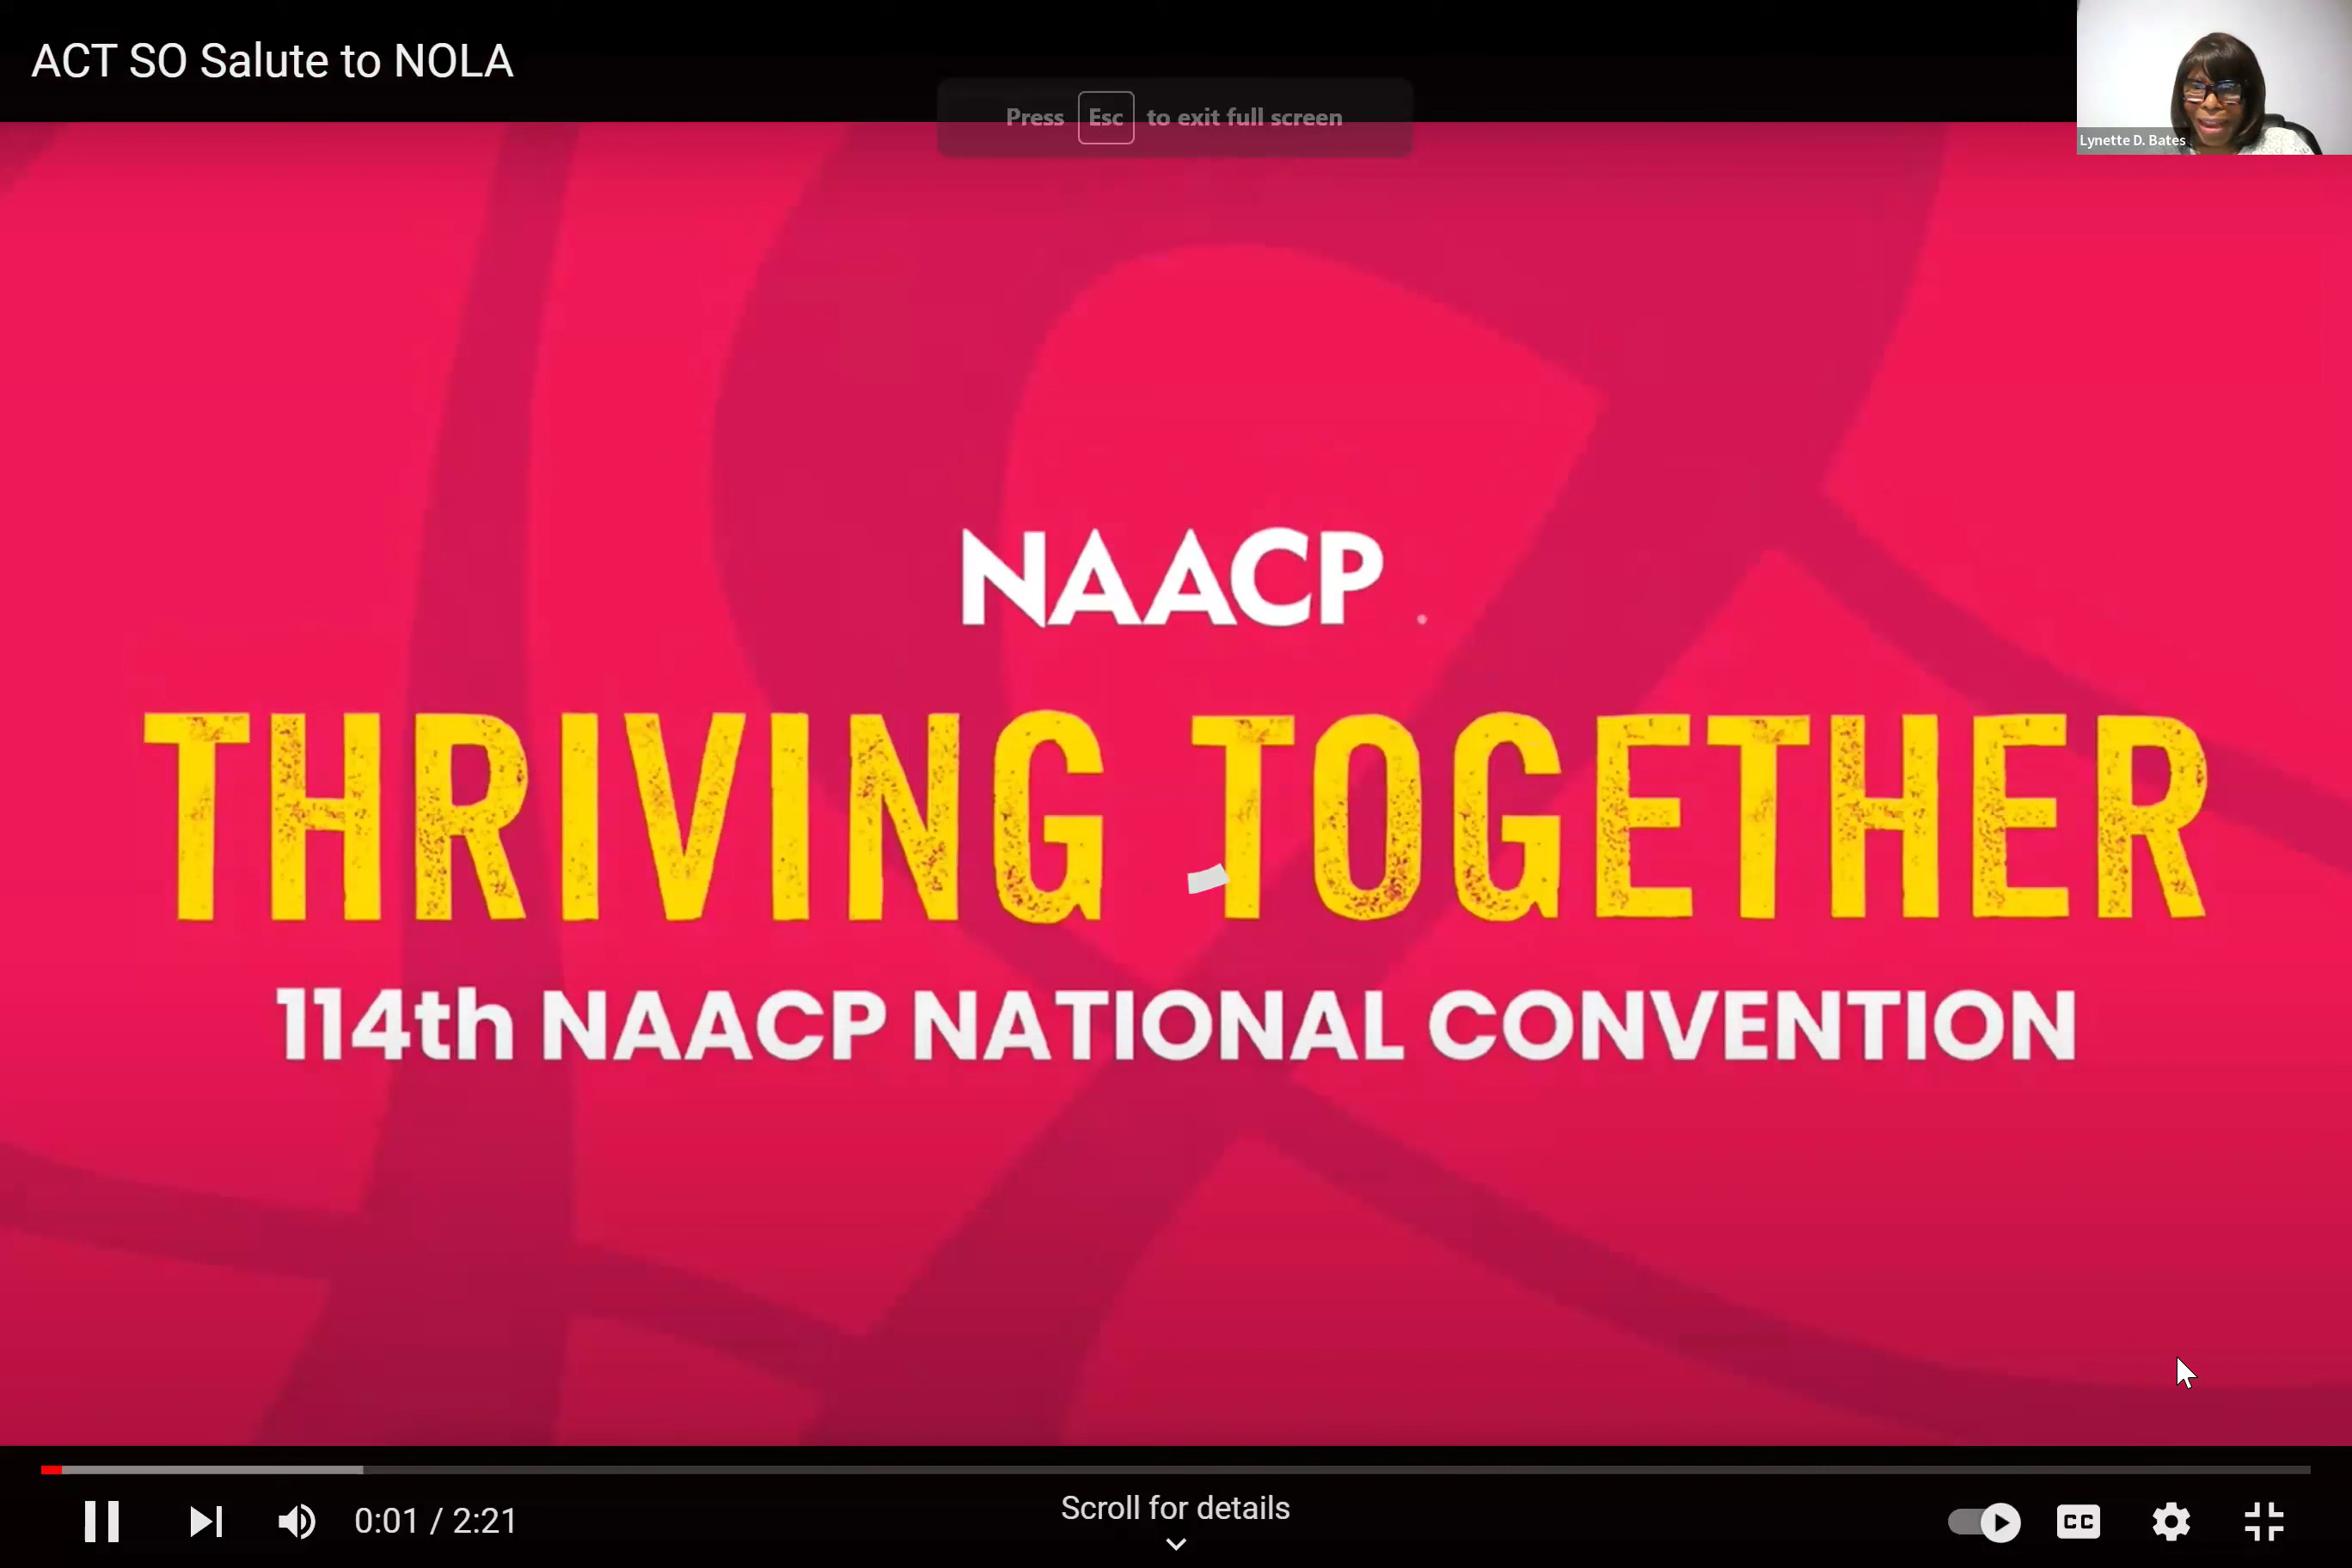 ACT SO Salute to NOLA
Press Esc to exit full screen
Lynette D. Bates
NAACP
THRIVING TOGETHER
114th NAACP NATIONAL CONVENTION
0:01 / 2:21
Scroll for details
CC